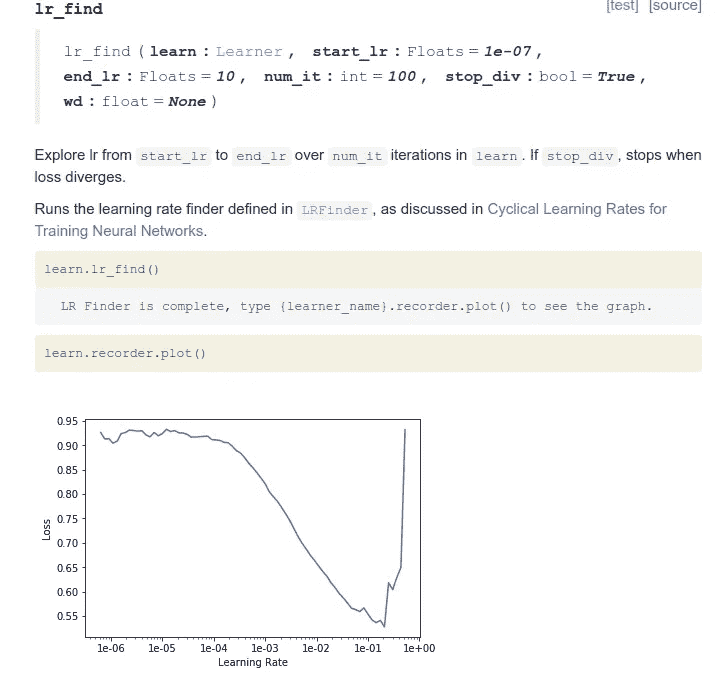 lr_find
[test] [source]
lr_find ( learn : Learner , start_lr : Floats = 1e-07 ,
end_lr : Floats = 10 , num_it : int = 100 , stop_div : bool = True ,
wd : float = None )
Explore lr from start_lr to end_lr over num_it iterations in learn . If stop_div , stops when
loss diverges.
Runs the learning rate finder defined in LRFinder , as discussed in Cyclical Learning Rates for
Training Neural Networks.
learn.lr_find()
LR Finder is complete, type {learner_name}.recorder.plot() to see the graph.
learn.recorder.plot()
0.95
0.90
0.85
0.80
0.75
0.70
0.65
0.60
0.55
Loss
1e-06 1e-05 1e-04 1e-03 1e-02 1e-01 1e+00
Learning Rate